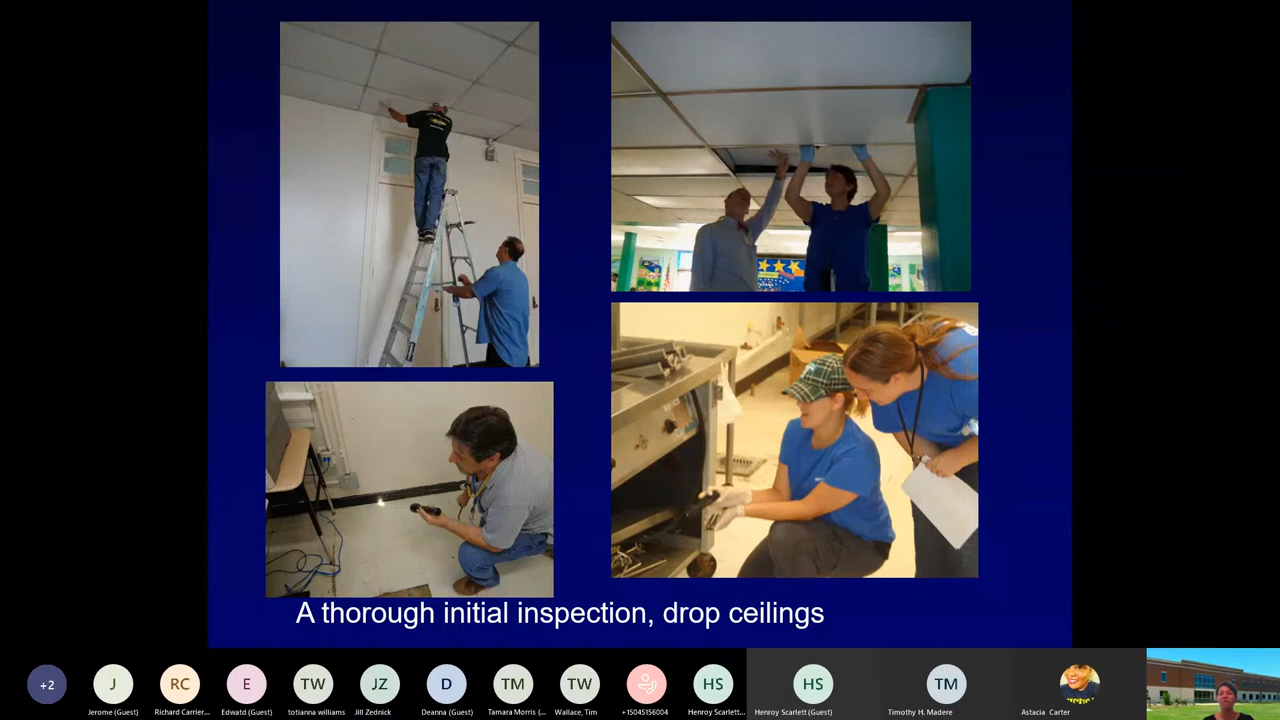 A thorough initial inspection, drop ceilings
+2
J
RC
E
TW
JZ
D
TM
TW
HS
HS
TM
Jerome (Guest)
Richard Carrier...
Edwatd (Guest)
totianna williams
Jill Zednick
Deanna (Guest)
Tamara Morris (...
Wallace, Tim
+15045156004
Henroy Scarlett...
Henroy Scarlett (Guest)
Timothy H. Madere
Astacia Carter